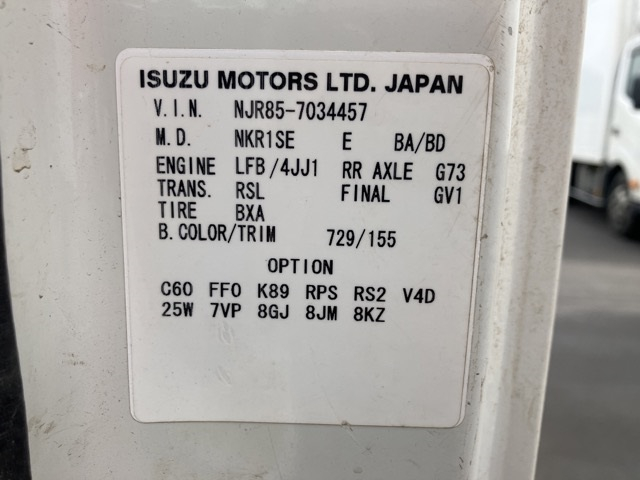 ISUZU MOTORS LTD. JAPAN
V.I.N. NJR85-7034457
M.D. NKR1SE E BA/BD
ENGINE LFB/4JJ1 RR AXLE G73
TRANS. RSL FINAL GV1
TIRE BXA
B.COLOR/TRIM 729/155
OPTION
C60 FF0 K89 RPS RS2 V4D
25W 7VP 8GJ 8JM 8KZ